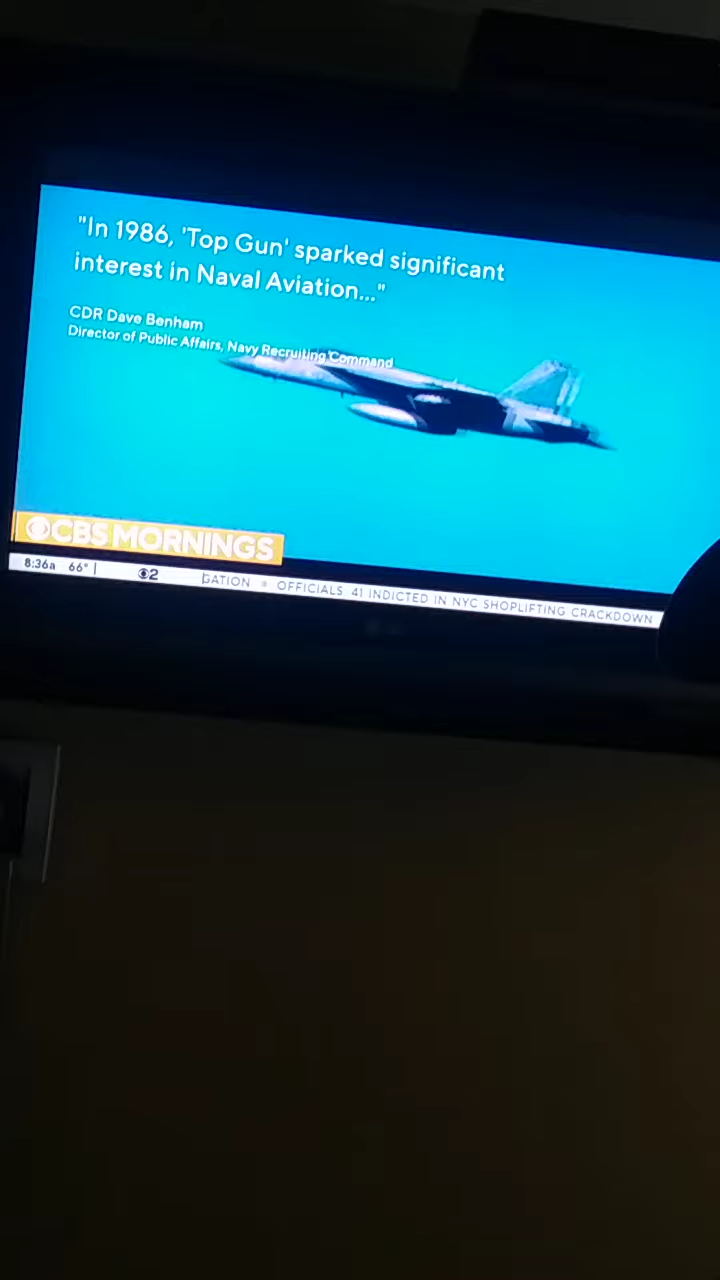 "In 1986, 'Top Gun' sparked significant
interest in Naval Aviation..."
CDR Dave Benham
Director of Public Affairs, Navy Recruiting Command
CBS MORNINGS
8:36a 66° 2 GATION OFFICIALS 41 INDICTED IN NYC SHOPLIFTING CRACKDOWN